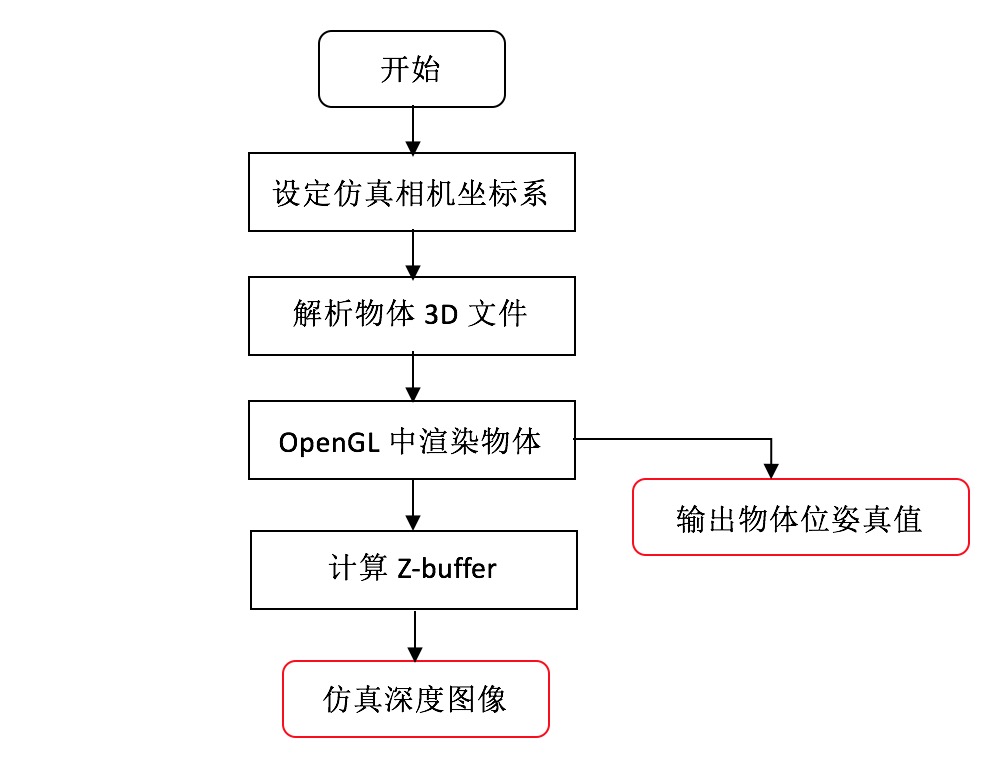 开始
设定仿真相机坐标系
解析物体 3D 文件
OpenGL 中渲染物体
输出物体位姿真值
计算 Z-buffer
仿真深度图像